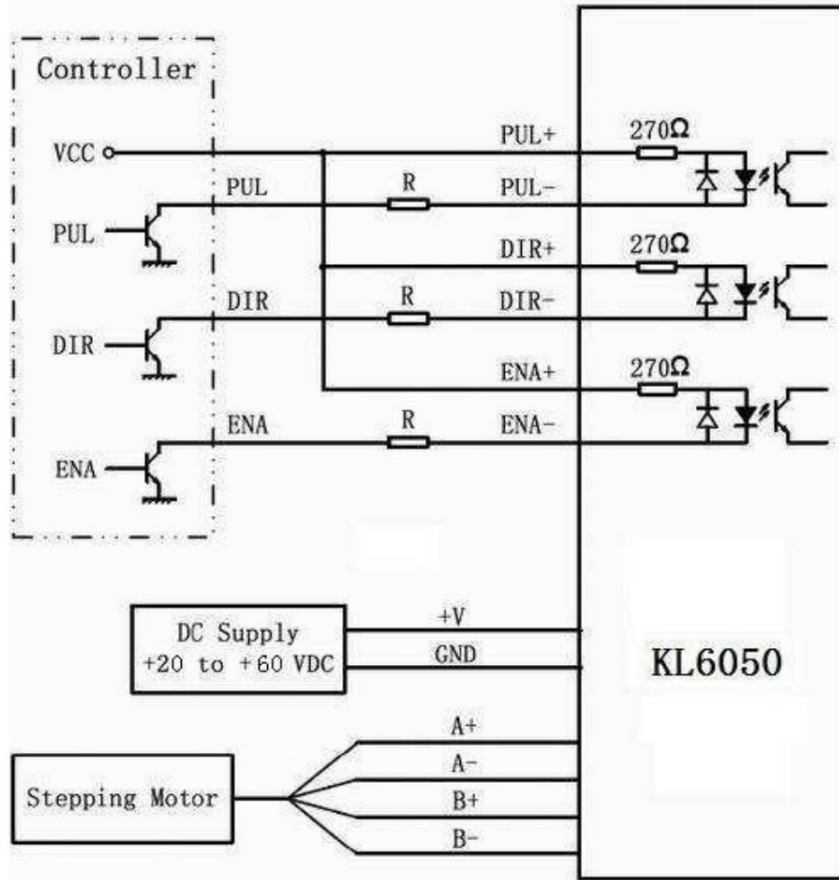 Controller
VCC
PUL+
270Ω
PUL
R
PUL-
PUL
DIR+
270Ω
DIR
R
DIR-
DIR
ENA+
270Ω
ENA
R
ENA-
ENA
DC Supply
+20 to +60 VDC
+V
GND
KL6050
Stepping Motor
A+
A-
B+
B-